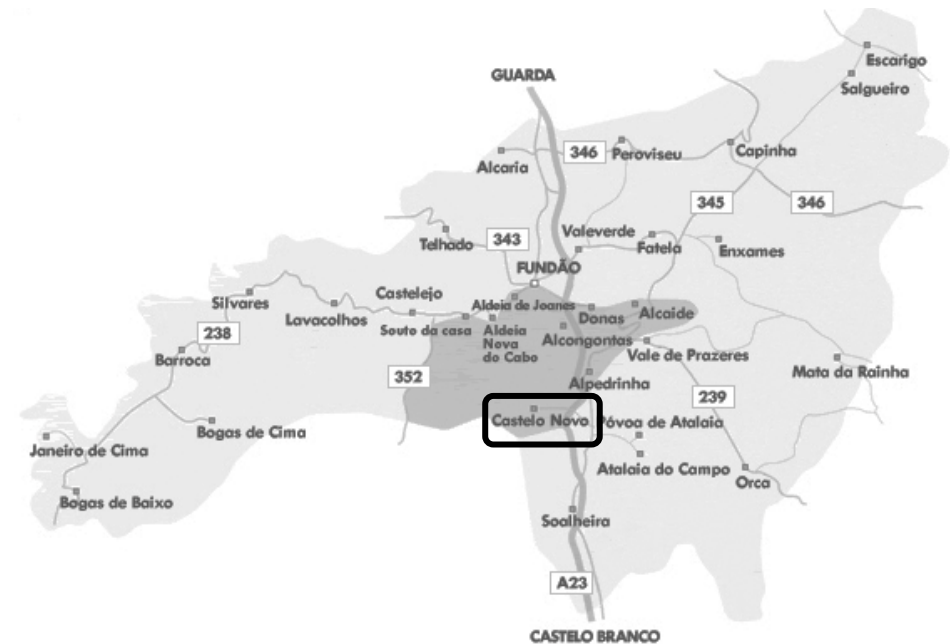 Escarigo
GUARDA
Salgueiro
346
Peroviseu
Capinha
Alcaria
345
346
Telhado
343
Valeverde
Fatela
Enxames
FUNDÃO
Silvares
Castelejo
Lavacolhos
Aldeia de Joanes
Donas
Alcaide
238
Souto da casa
Aldeia
Nova
do Cabo
Alcongontas
Vale de Prazeres
Barroca
352
Alpedrinha
Mata da Rainha
239
Castelo Novo
Póvoa de Atalaia
Bogas de Cima
Janeiro de Cima
Atalaia do Campo
Orca
Bogas de Baixo
Soalheira
A23
CASTELO BRANCO